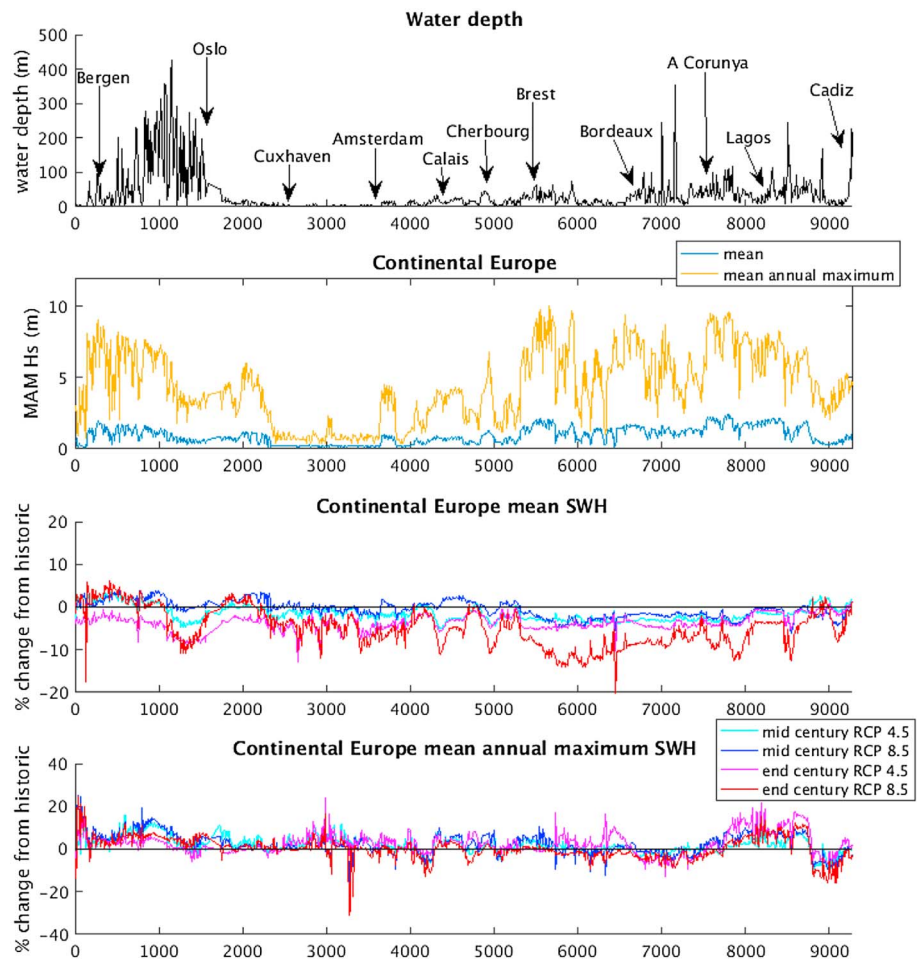 Water depth
water depth (m)
500
400
300
200
100
0
Bergen
Oslo
Cuxhaven
Amsterdam
Calais
Cherbourg
Brest
Bordeaux
A Corunya
Lagos
Cadiz
0 1000 2000 3000 4000 5000 6000 7000 8000 9000
Continental Europe
mean
mean annual maximum
MAM Hs (m)
10
5
0
0 1000 2000 3000 4000 5000 6000 7000 8000 9000
Continental Europe mean SWH
% change from historic
20
10
0
-10
-20
0 1000 2000 3000 4000 5000 6000 7000 8000 9000
mid century RCP 4.5
mid century RCP 8.5
end century RCP 4.5
end century RCP 8.5
Continental Europe mean annual maximum SWH
% change from historic
40
20
0
-20
-40
0 1000 2000 3000 4000 5000 6000 7000 8000 9000